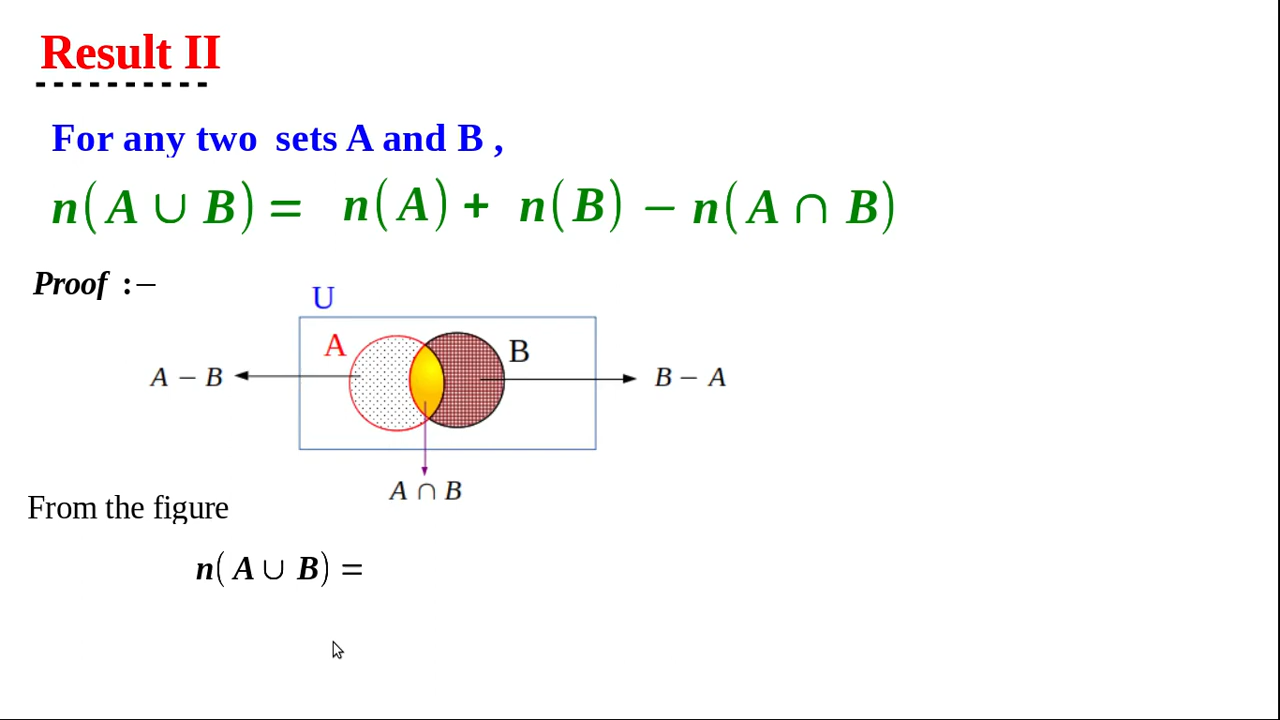 Result II
For any two sets A and B ,
n(A ∪ B) = n(A) + n(B) − n(A ∩ B)
Proof :−
U
A
B
A − B
B − A
A ∩ B
From the figure
n( A ∪ B) =